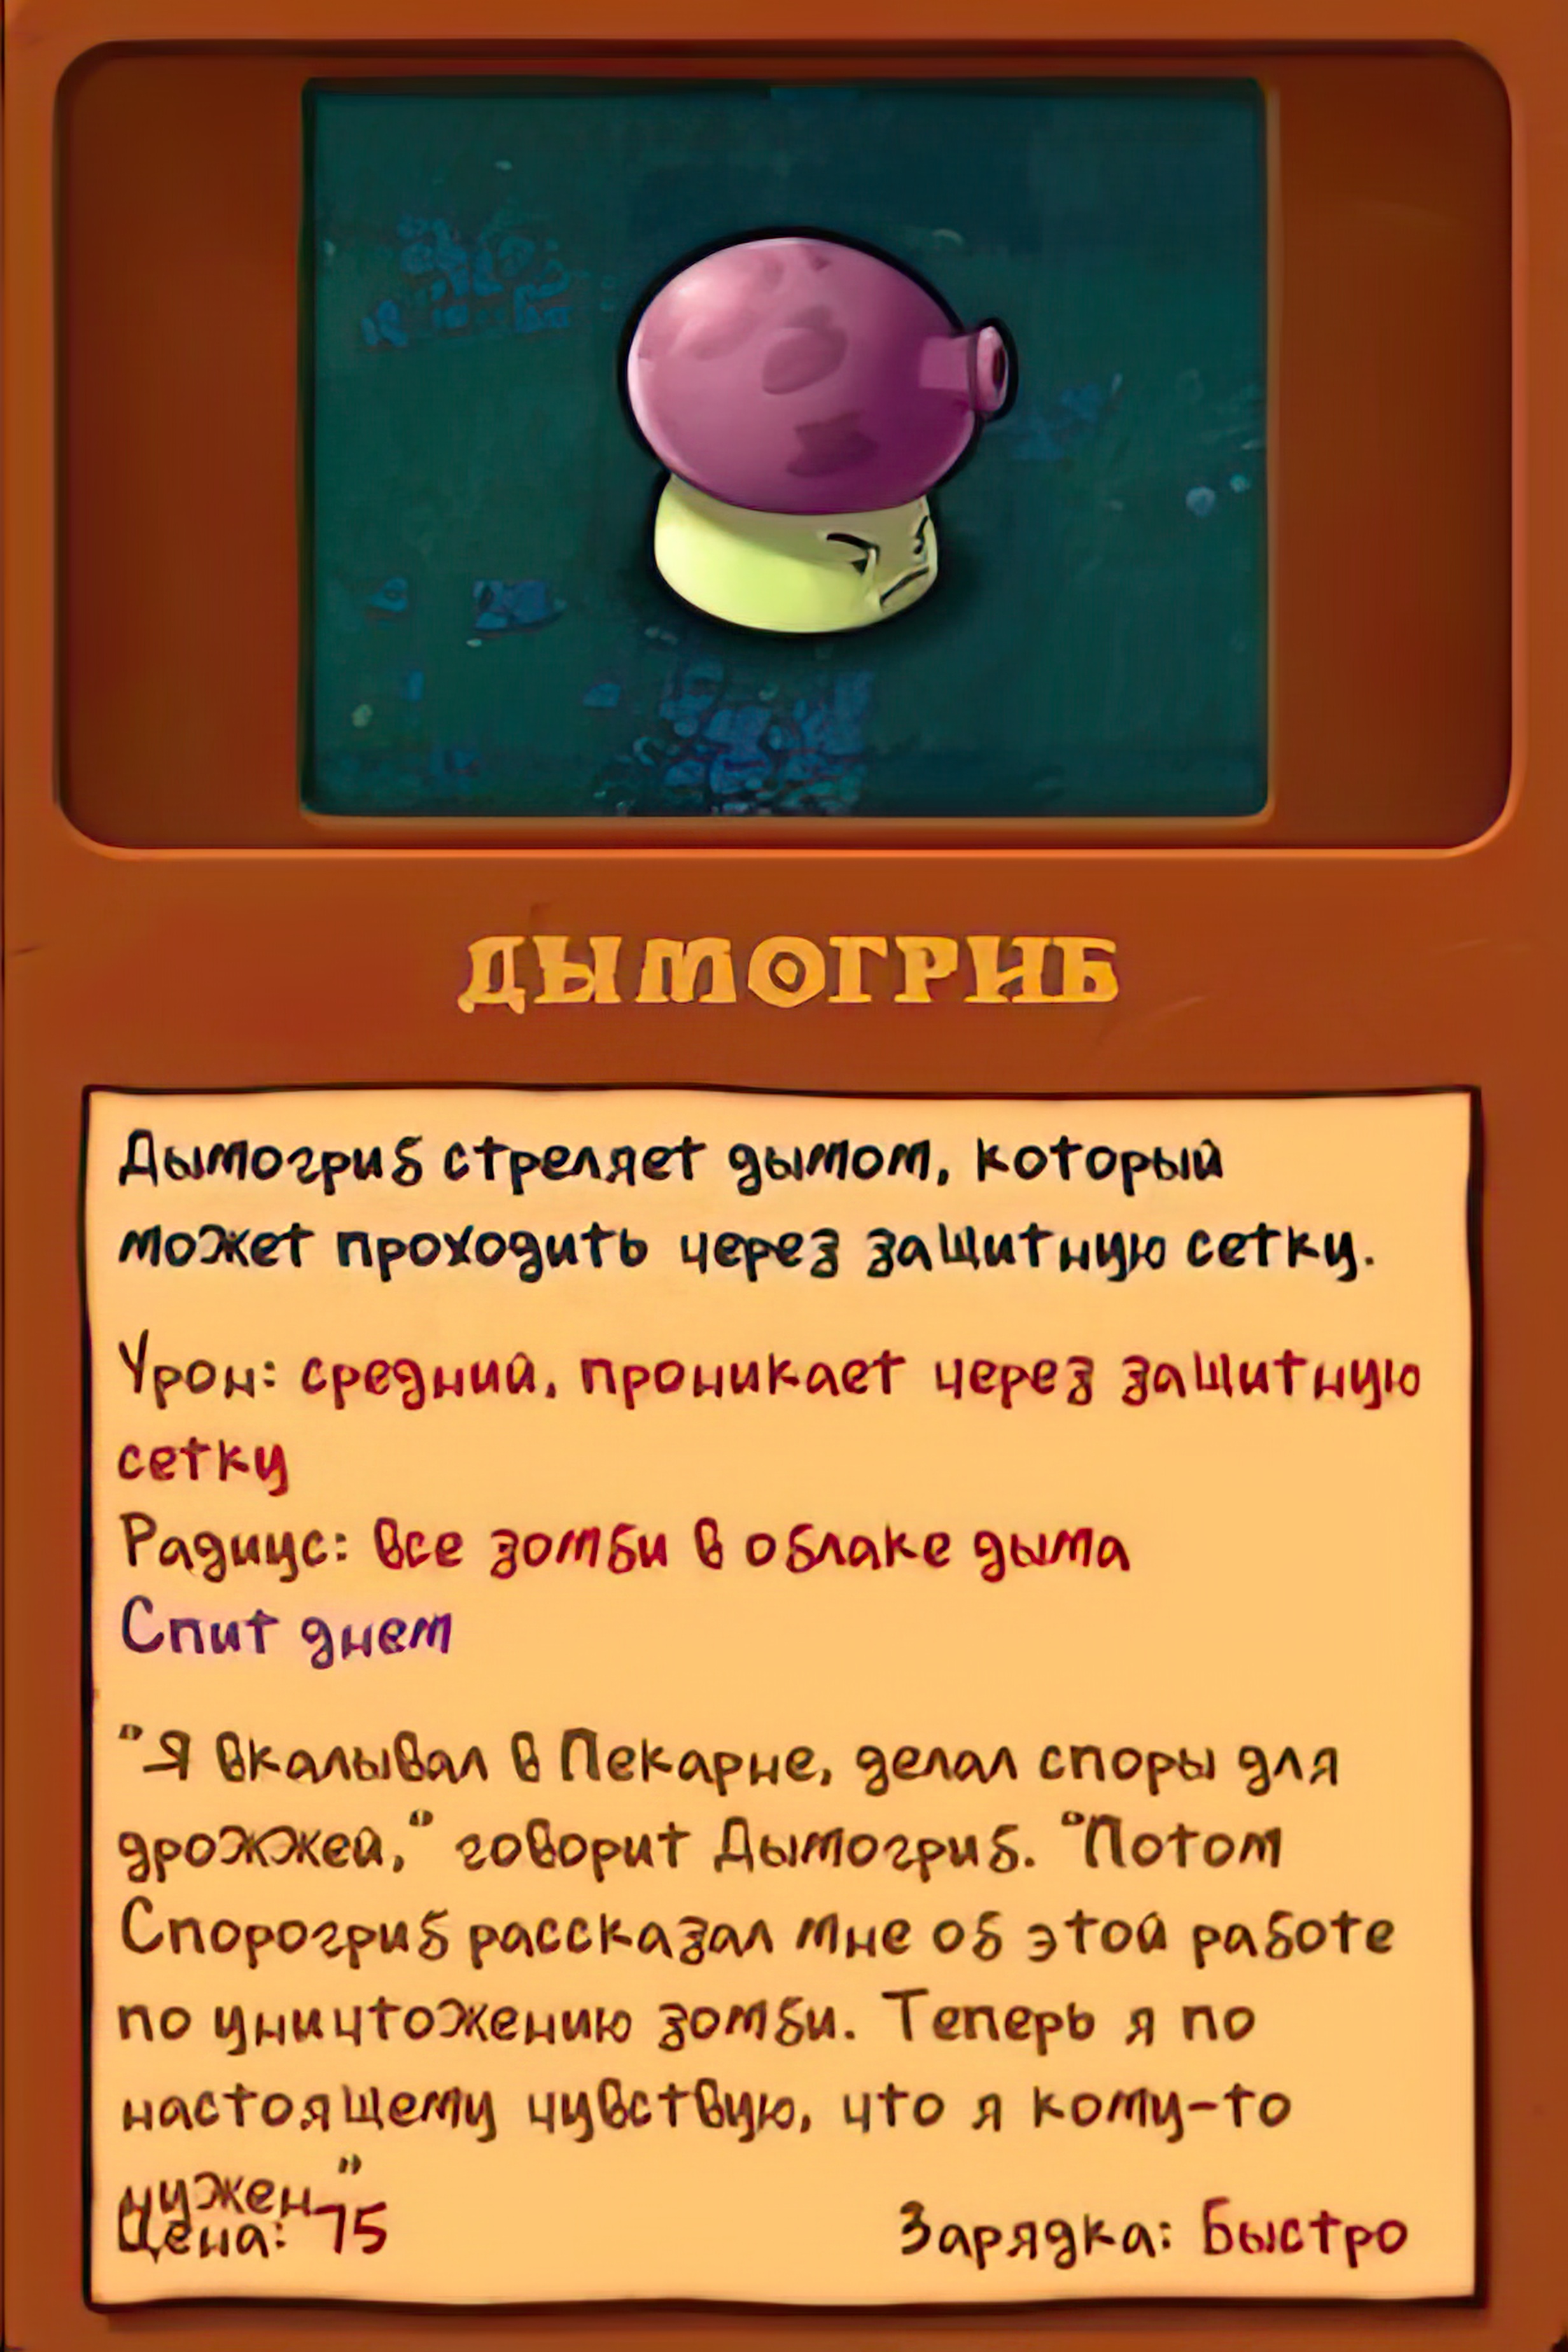 ДЫМОГРИБ
Дымогриб стреляет дымом, который
может проходить через защитную сетку.
Урон: средний, проникает через защитную
сетку
Радиус: все зомби в облаке дыма
Спит днем
"Я вкалывал в Пекарне, делал споры для
дрожжей," говорит Дымогриб. "Потом
Спорогриб рассказал мне об этой работе
по уничтожению зомби. Теперь я по
настоящему чувствую, что я кому-то
нужен."
Цена: 75 Зарядка: Быстро